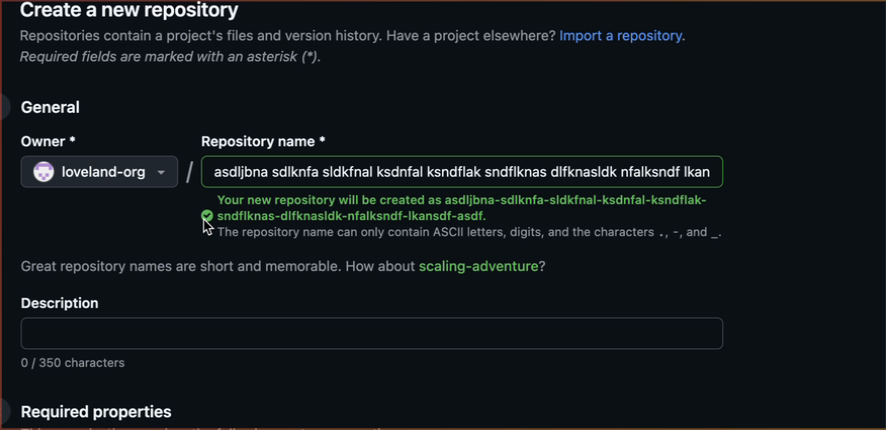 Create a new repository
Repositories contain a project's files and version history. Have a project elsewhere? Import a repository.
Required fields are marked with an asterisk (*).
General
Owner *
Repository name *
loveland-org
/
asdljbna sdlknfa sldkfnal ksdnfal ksndflak sndflknas dlfknasldk nfalksndf lkan
Your new repository will be created as asdljbna-sdlknfa-sldkfnal-ksdnfal-ksndflak-
sndflknas-dlfknasldk-nfalksndf-lkansdf-asdf.
The repository name can only contain ASCII letters, digits, and the characters ., -, and _.
Great repository names are short and memorable. How about scaling-adventure?
Description
0 / 350 characters
Required properties